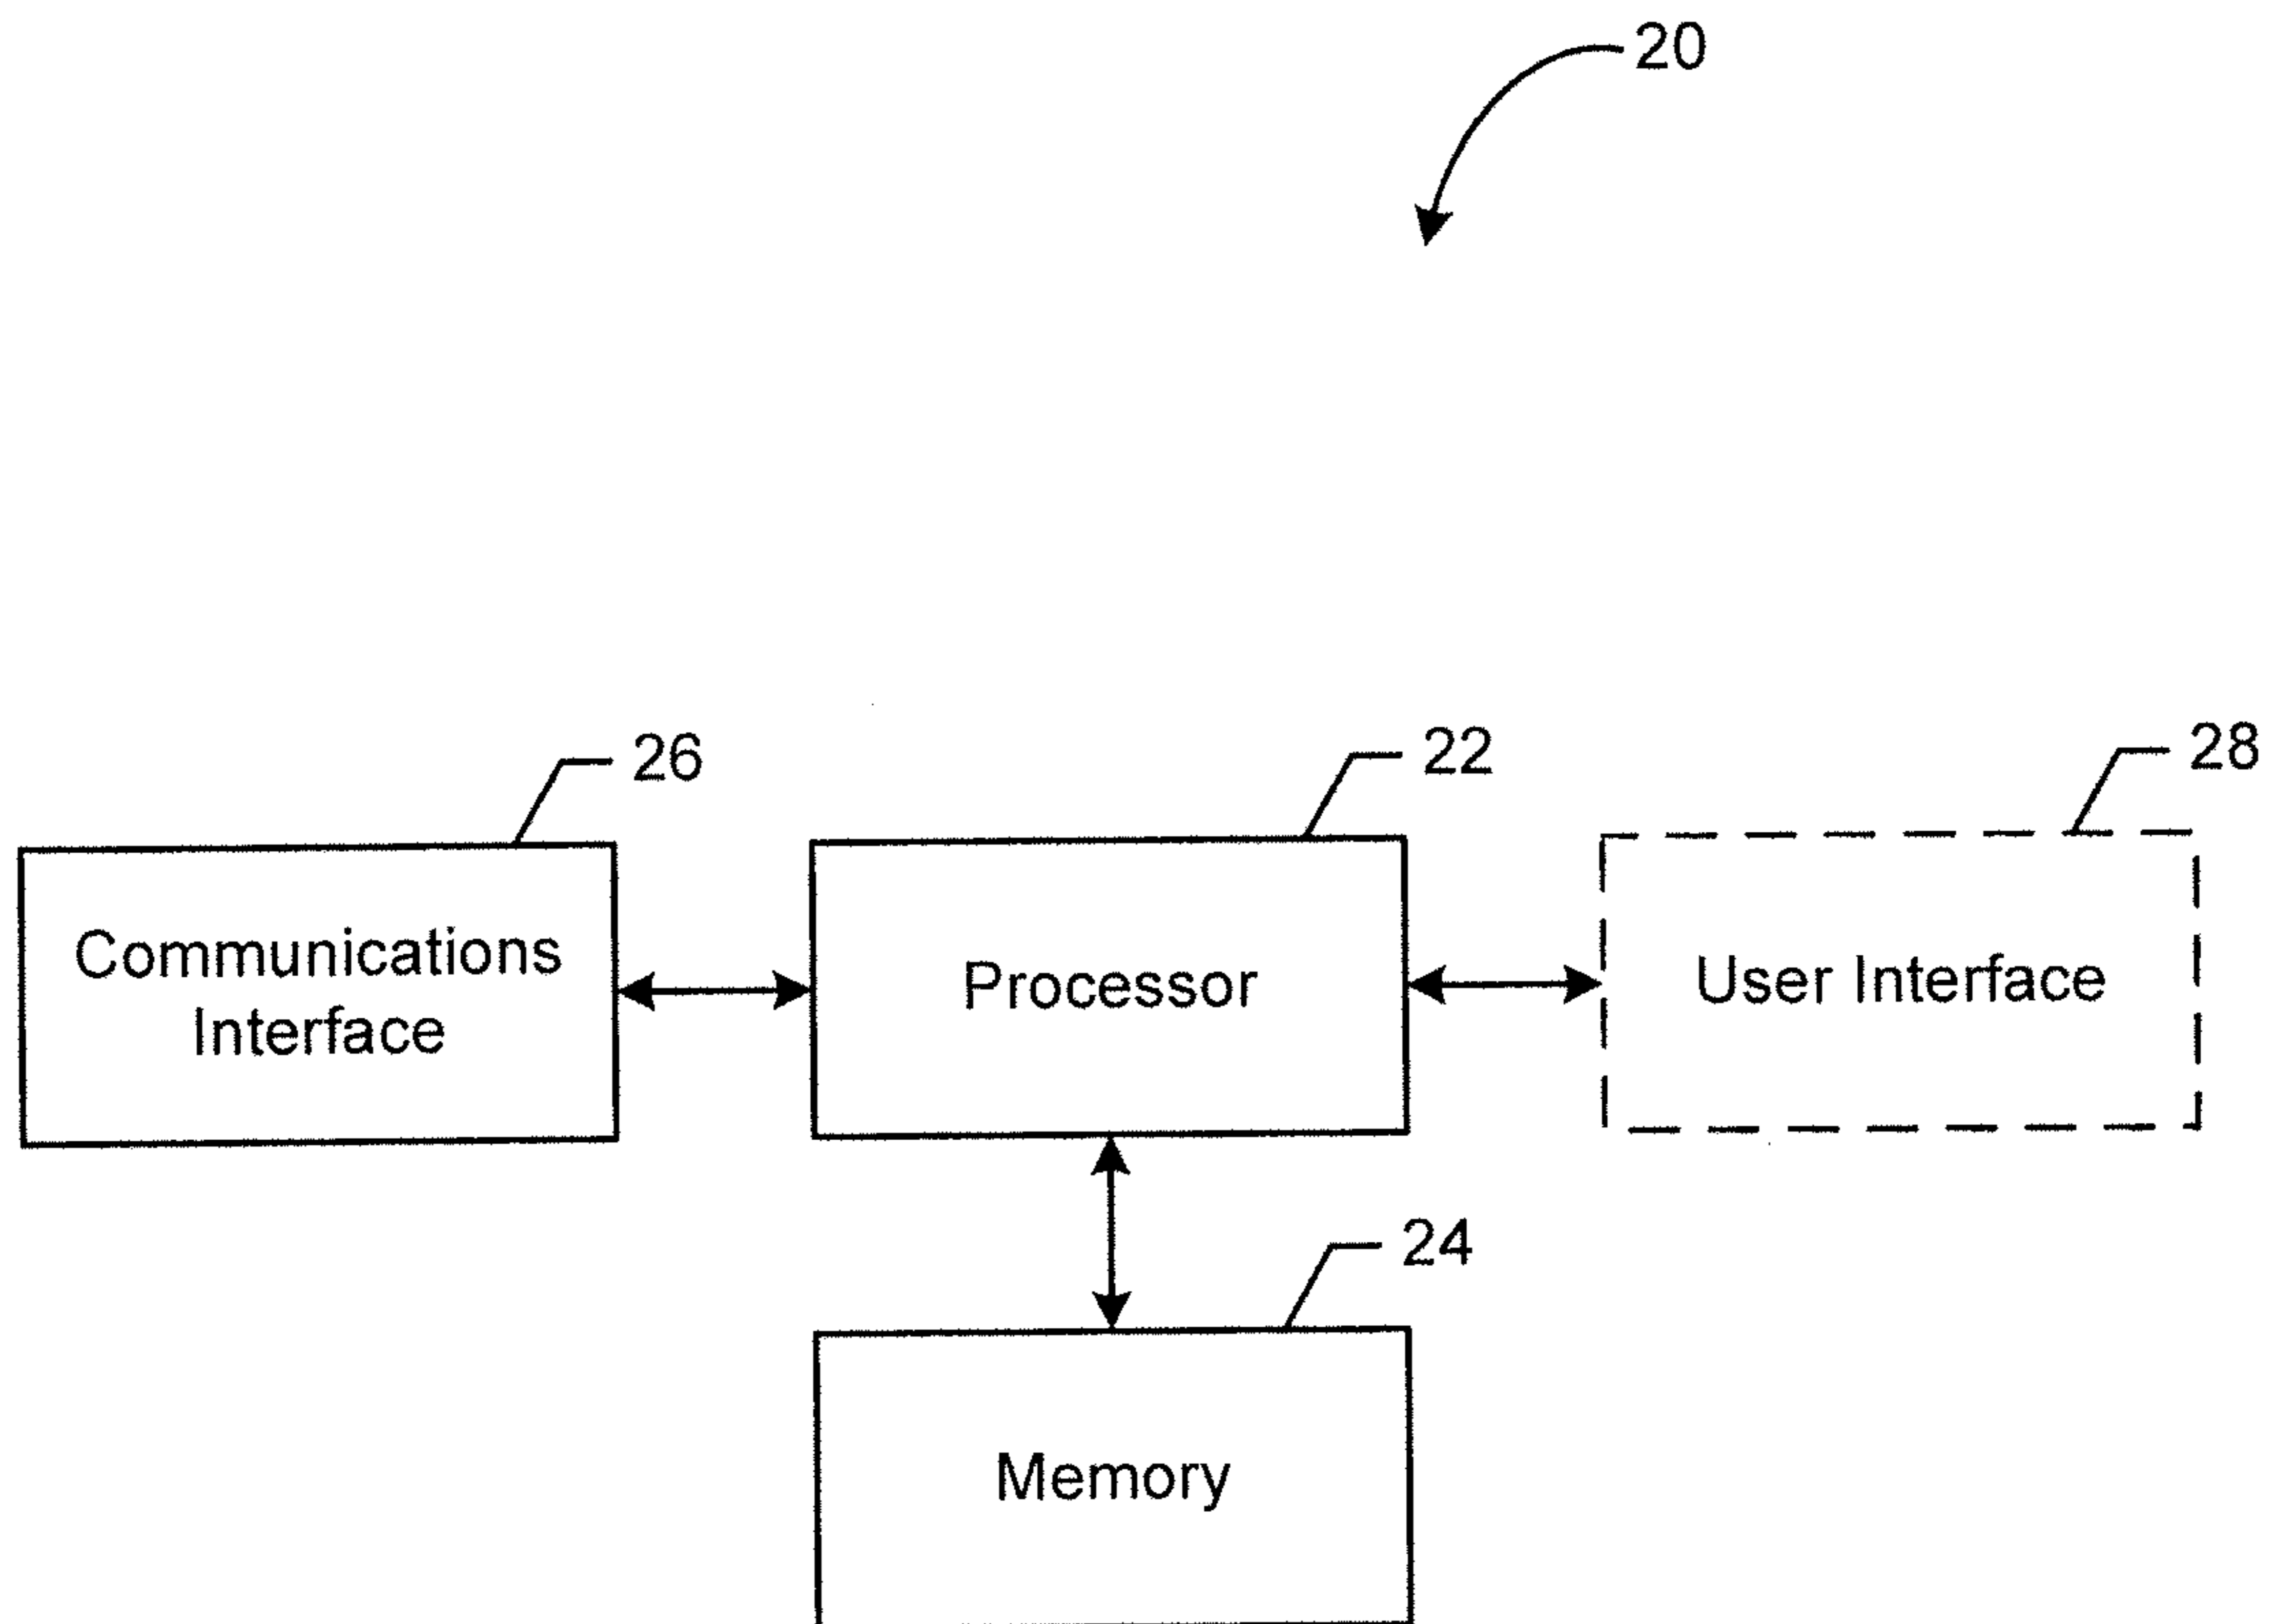 20
26
22
28
Communications
Interface
Processor
User Interface
24
Memory